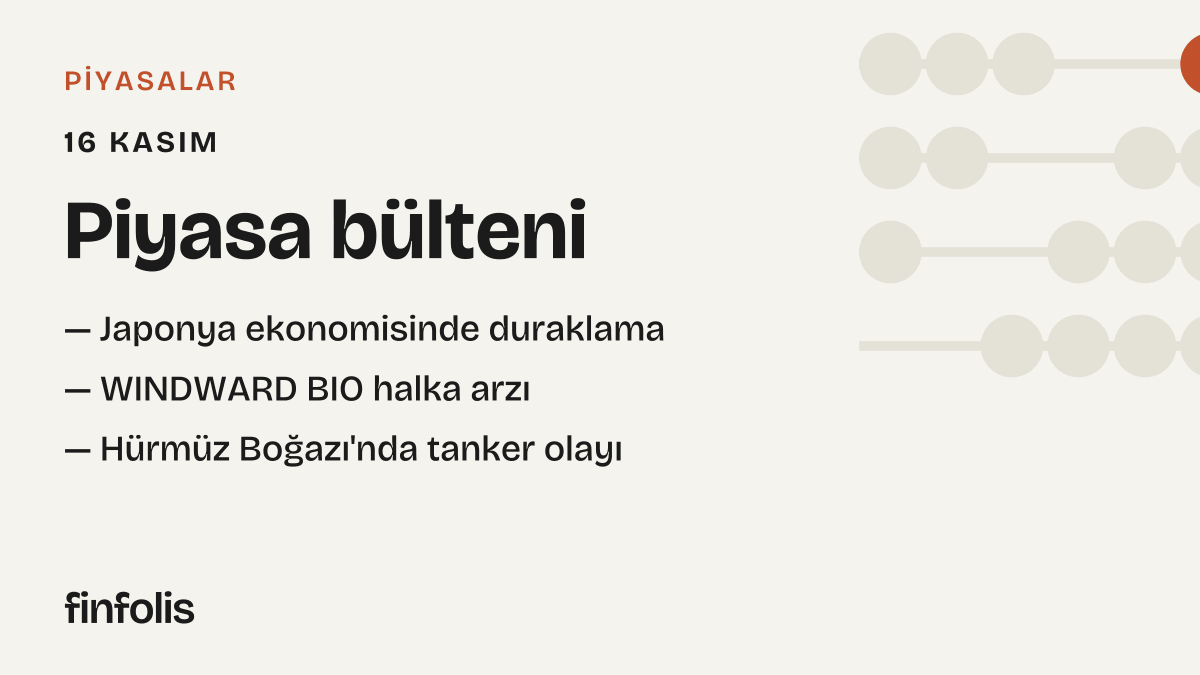 PİYASALAR
16 KASIM
Piyasa bülteni
— Japonya ekonomisinde duraklama
— WINDWARD BIO halka arzı
— Hürmüz Boğazı'nda tanker olayı
finfolis